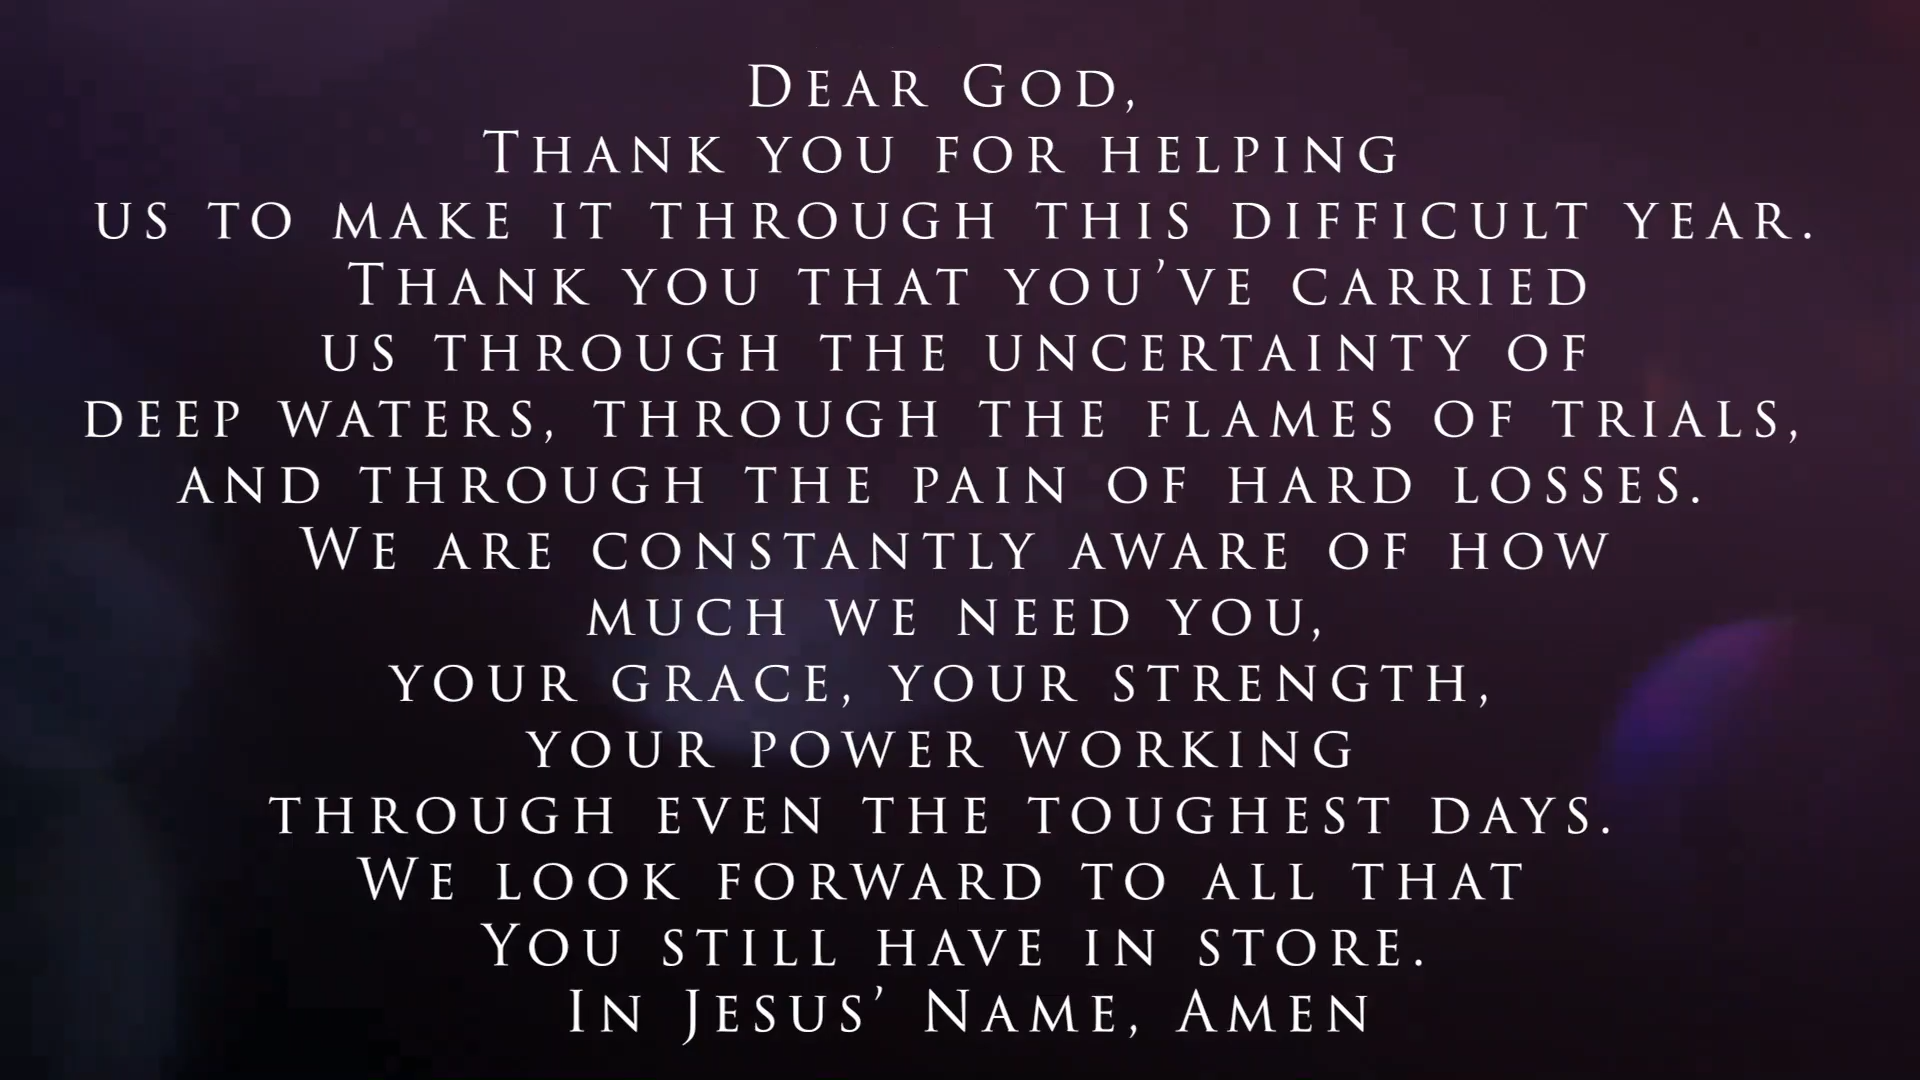 Dear God,
Thank you for helping
us to make it through this difficult year.
Thank you that you’ve carried
us through the uncertainty of
deep waters, through the flames of trials,
and through the pain of hard losses.
We are constantly aware of how
much we need you,
your grace, your strength,
your power working
through even the toughest days.
We look forward to all that
You still have in store.
In Jesus’ Name, Amen